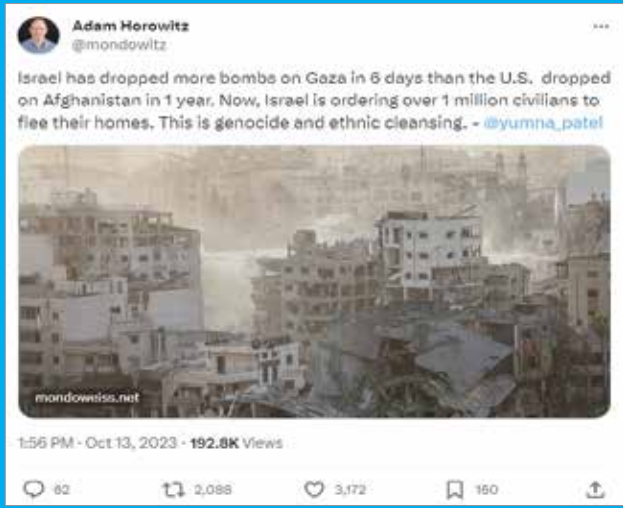 Adam Horowitz
@mondowitz
Israel has dropped more bombs on Gaza in 6 days than the U.S. dropped
on Afghanistan in 1 year. Now, Israel is ordering over 1 million civilians to
flee their homes. This is genocide and ethnic cleansing. - @yumna_patel
mondoweiss.net
1:56 PM · Oct 13, 2023 · 192.8K Views
62 2,088 3,172 160